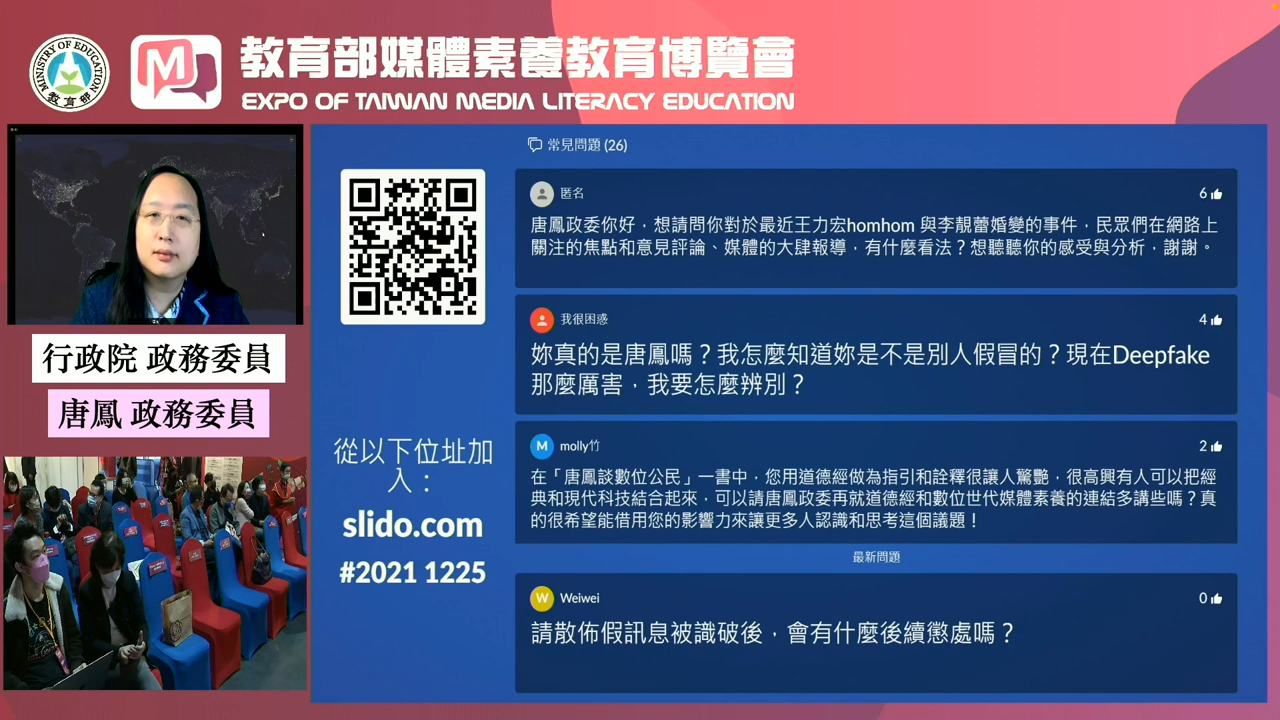 MINISTRY OF EDUCATION
教育部
M
教育部媒體素養教育博覽會
EXPO OF TAIWAN MEDIA LITERACY EDUCATION
行政院 政務委員
唐鳳 政務委員
從以下位址加
入：
slido.com
#2021 1225
常見問題 (26)
匿名
6
唐鳳政委你好，想請問你對於最近王力宏homhom 與李靚蕾婚變的事件，民眾們在網路上
關注的焦點和意見評論、媒體的大肆報導，有什麼看法？想聽聽你的感受與分析，謝謝。
我很困惑
4
妳真的是唐鳳嗎？我怎麼知道妳是不是別人假冒的？現在Deepfake
那麼厲害，我要怎麼辨別？
M
molly竹
2
在「唐鳳談數位公民」一書中，您用道德經做為指引和詮釋很讓人驚艷，很高興有人可以把經
典和現代科技結合起來，可以請唐鳳政委再就道德經和數位世代媒體素養的連結多講些嗎？真
的很希望能借用您的影響力來讓更多人認識和思考這個議題！
最新問題
W
Weiwei
0
請散佈假訊息被識破後，會有什麼後續懲處嗎？